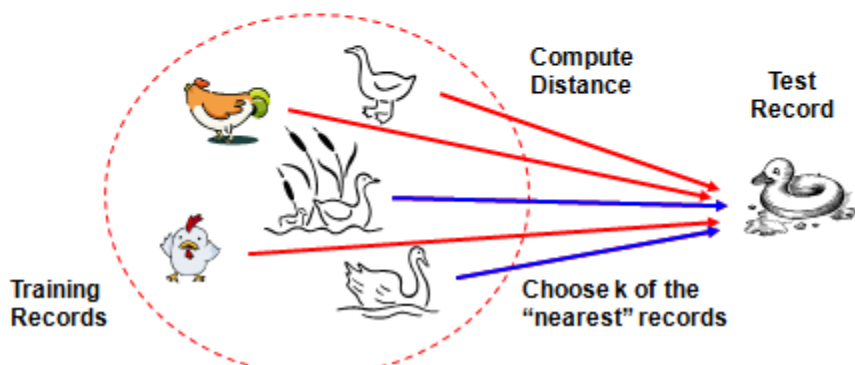 Compute
Distance
Test
Record
Training
Records
Choose k of the
“nearest” records